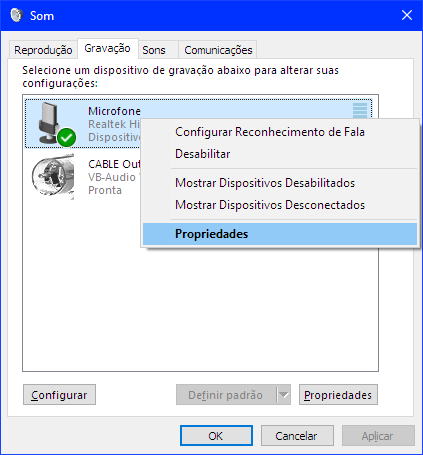 Som
Reprodução Gravação Sons Comunicações
Selecione um dispositivo de gravação abaixo para alterar suas
configurações:
Microfone
Realtek Hi
Dispositivo
CABLE Out
VB-Audio
Pronta
Configurar Reconhecimento de Fala
Desabilitar
Mostrar Dispositivos Desabilitados
Mostrar Dispositivos Desconectados
Propriedades
Configurar Definir padrão Propriedades
OK Cancelar Aplicar